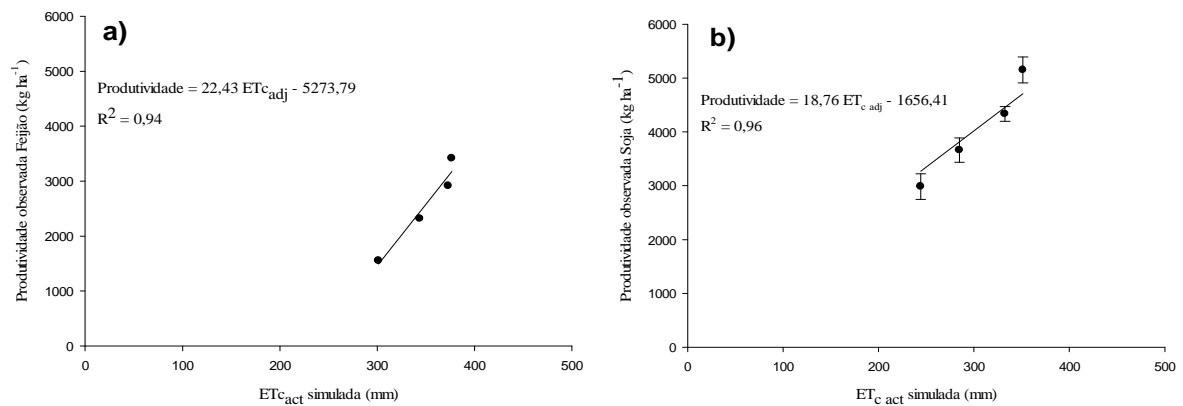 a)
Produtividade observada Feijão (kg ha-1)
6000
5000
4000
3000
2000
1000
0
Produtividade = 22,43 ETcadj - 5273,79
R2 = 0,94
0 100 200 300 400 500
ETcact simulada (mm)
b)
Produtividade observada Soja (kg ha-1)
6000
5000
4000
3000
2000
1000
0
Produtividade = 18,76 ETc adj - 1656,41
R2 = 0,96
0 100 200 300 400 500
ETc act simulada (mm)